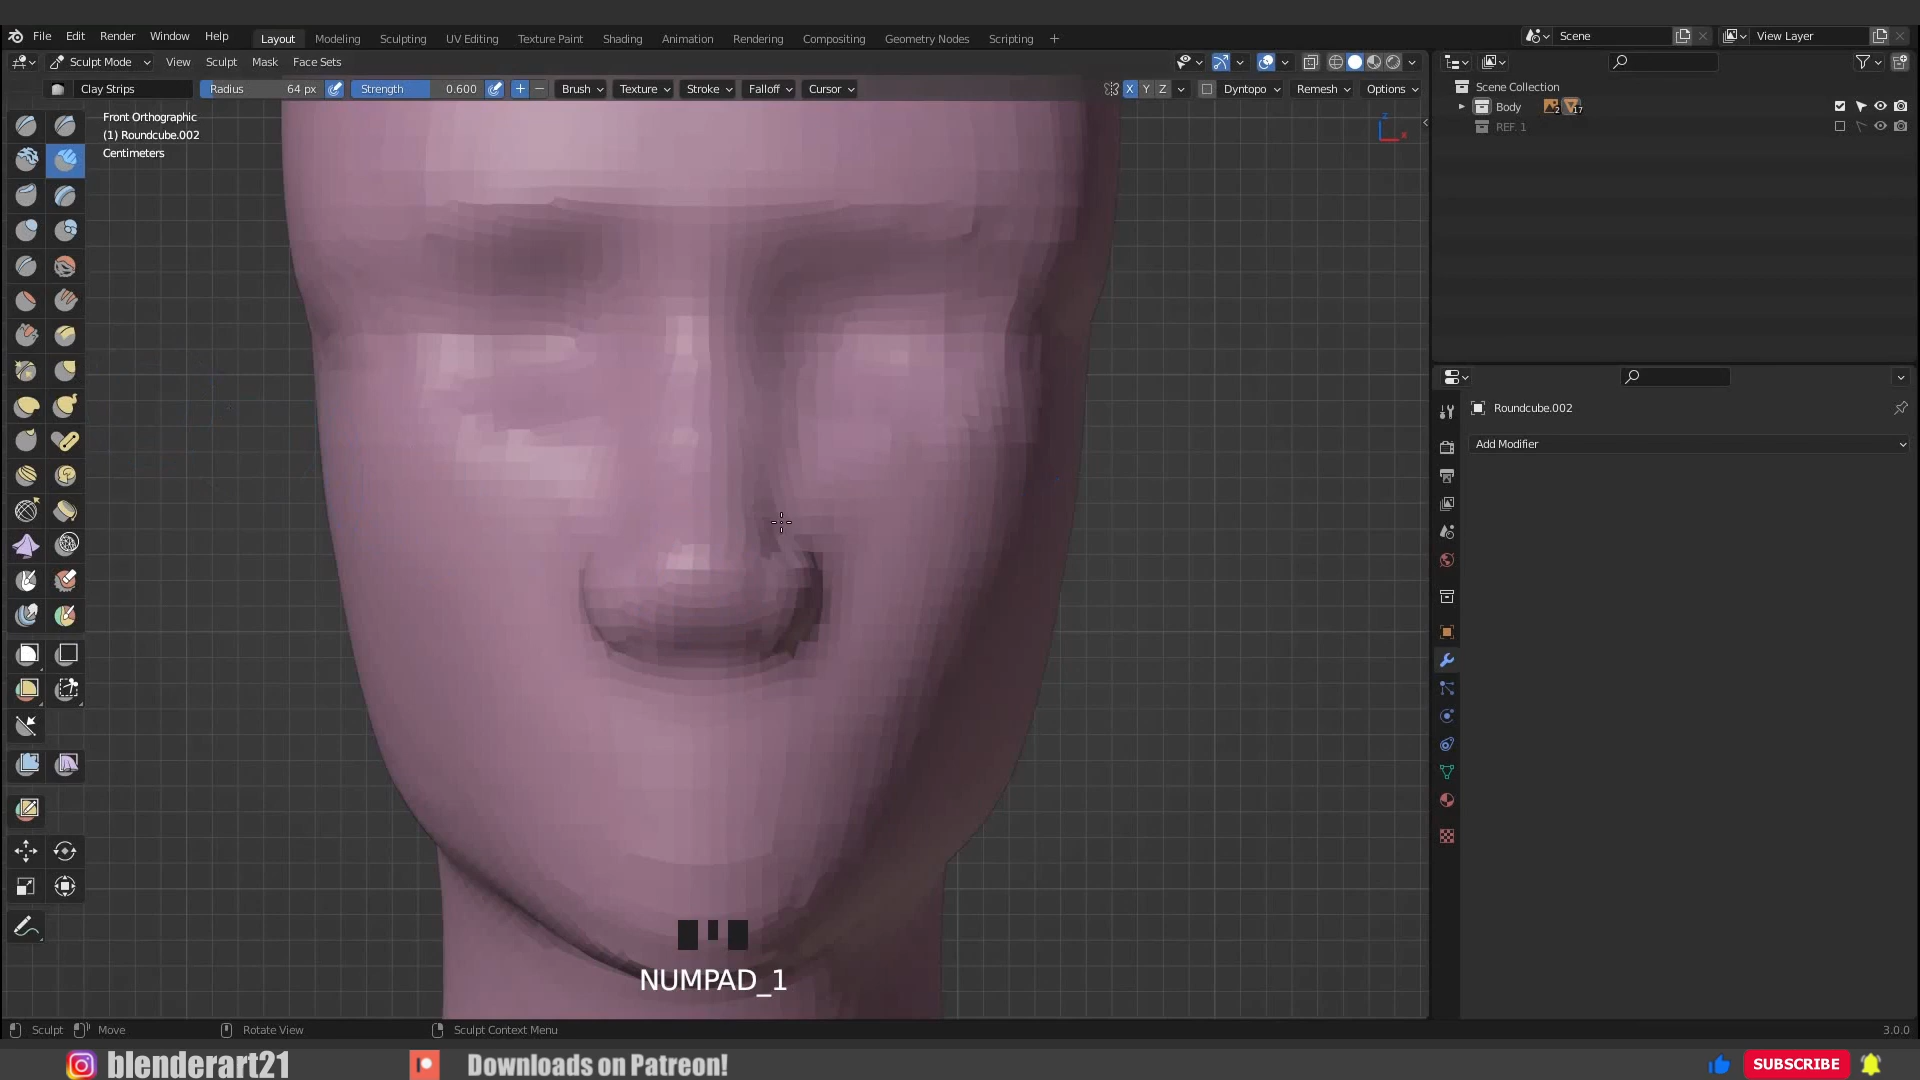 File Edit Render Window Help Layout Modeling Sculpting UV Editing Texture Paint Shading Animation Rendering Compositing Geometry Nodes Scripting + Scene View Layer
Sculpt Mode View Sculpt Mask Face Sets
Clay Strips Radius 64 px Strength 0.600 Brush Texture Stroke Falloff Cursor X Y Z Dyntopo Remesh Options
Front Orthographic
(1) Roundcube.002
Centimeters
Z
X
Scene Collection
Body 2 17
REF. 1
Roundcube.002
Add Modifier
NUMPAD_1
Sculpt Move Rotate View Sculpt Context Menu 3.0.0
blenderart21 Downloads on Patreon! SUBSCRIBE